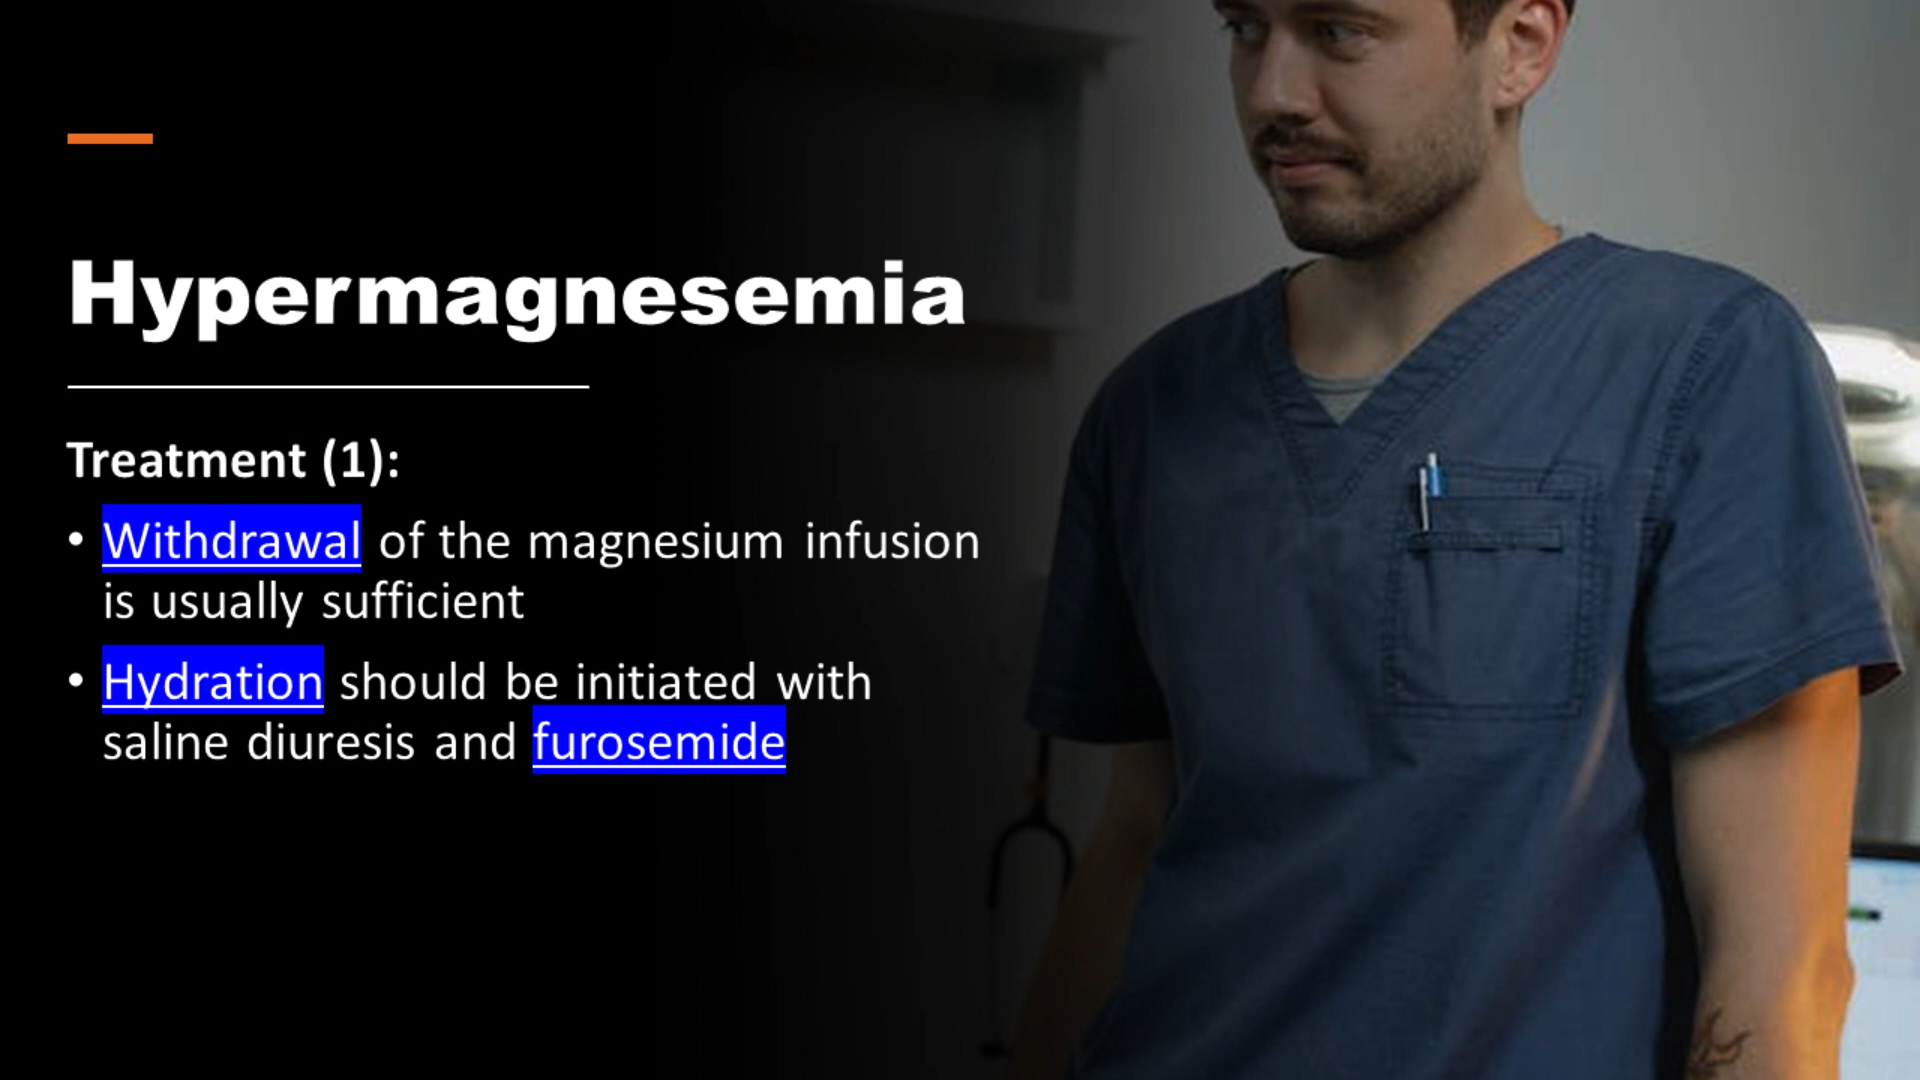 Hypermagnesemia
Treatment (1):
• Withdrawal of the magnesium infusion
is usually sufficient
• Hydration should be initiated with
saline diuresis and furosemide